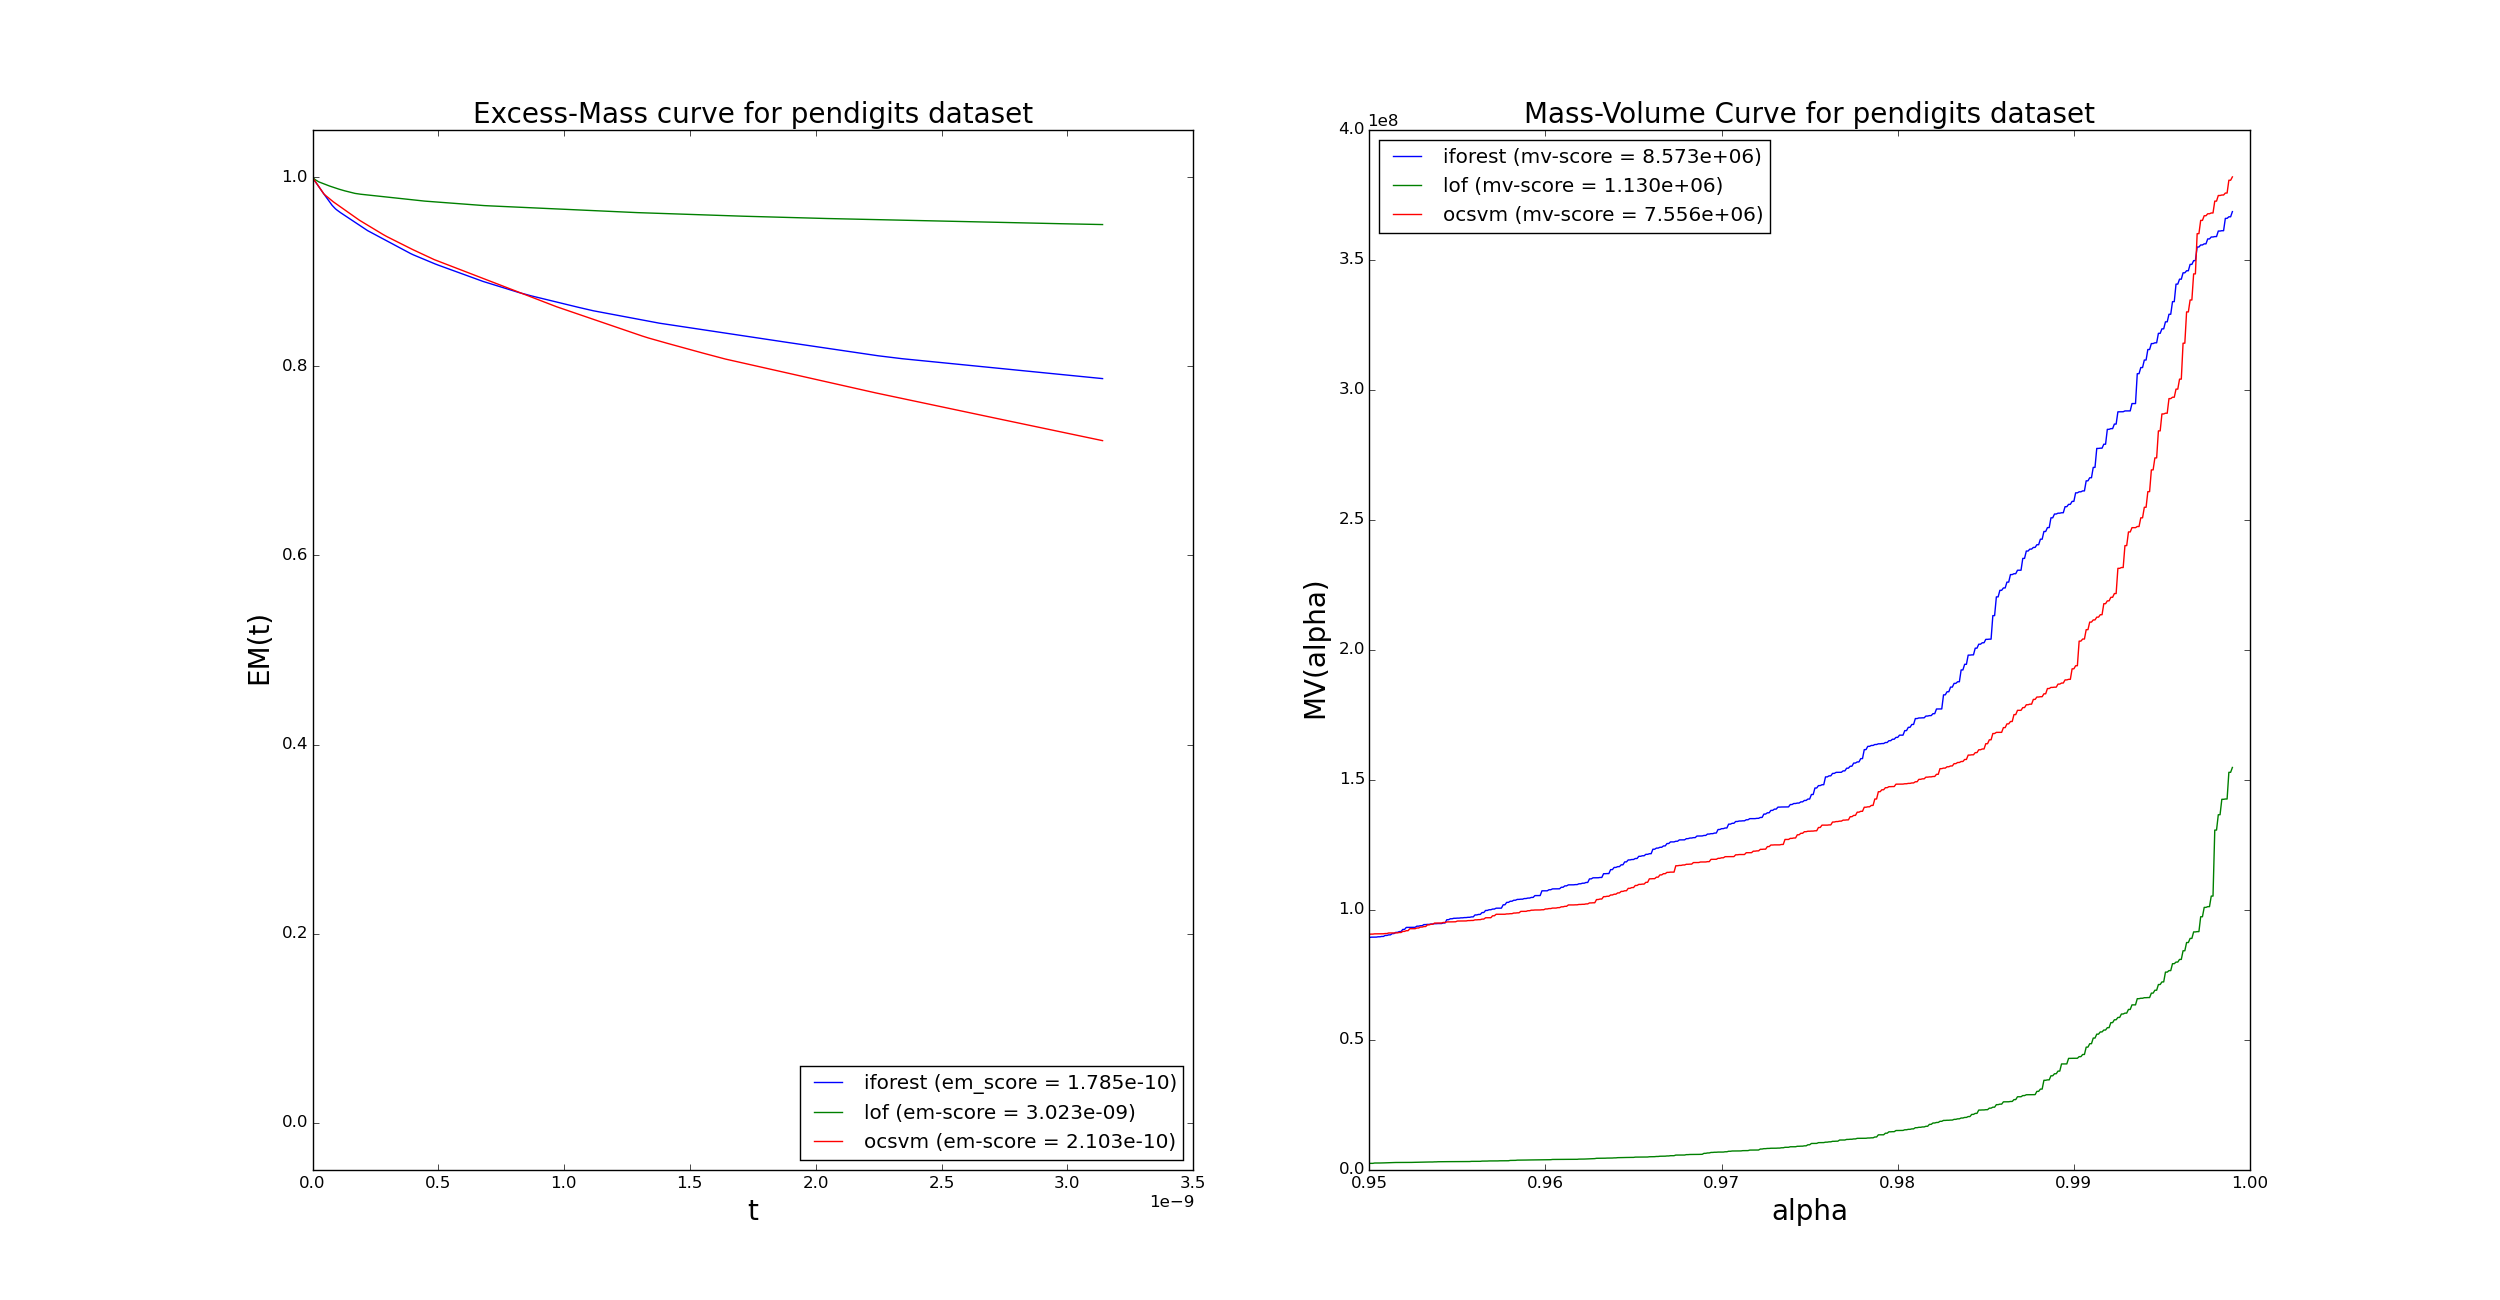 Excess-Mass curve for pendigits dataset
EM(t)
1.0
0.8
0.6
0.4
0.2
0.0
iforest (em_score = 1.785e-10)
lof (em-score = 3.023e-09)
ocsvm (em-score = 2.103e-10)
0.0 0.5 1.0 1.5 2.0 2.5 3.0 3.5
1e−9
t
Mass-Volume Curve for pendigits dataset
1e8
MV(alpha)
4.0
3.5
3.0
2.5
2.0
1.5
1.0
0.5
0.0
iforest (mv-score = 8.573e+06)
lof (mv-score = 1.130e+06)
ocsvm (mv-score = 7.556e+06)
0.95 0.96 0.97 0.98 0.99 1.00
alpha